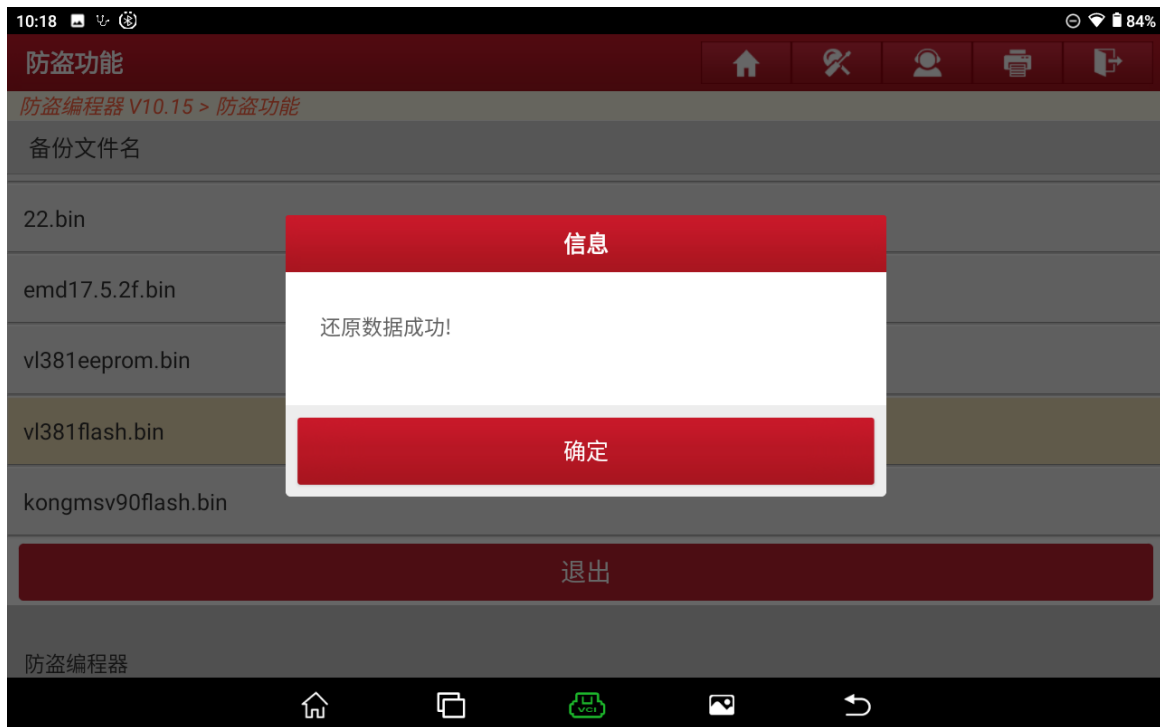 10:18
84%
防盗功能
防盗编程器 V10.15 > 防盗功能
备份文件名
22.bin
信息
emd17.5.2f.bin
还原数据成功!
vl381eeprom.bin
vl381flash.bin
确定
kongmsv90flash.bin
退出
防盗编程器
VCI